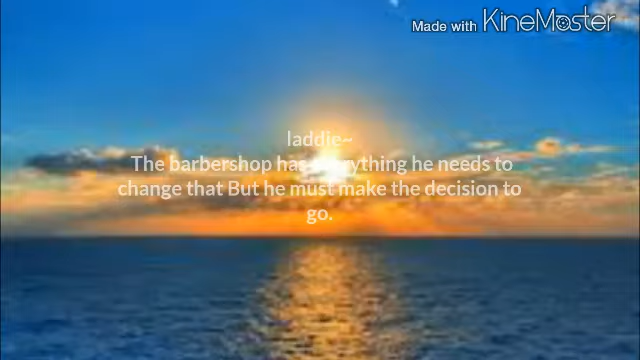 Made with KineMaster
laddie~
The barbershop has everything he needs to
change that But he must make the decision to
go.